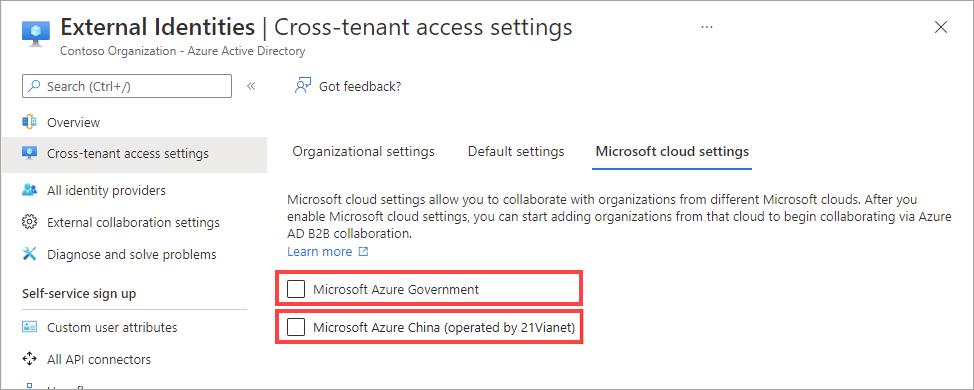 External Identities | Cross-tenant access settings
...
Contoso Organization - Azure Active Directory
Search (Ctrl+/)
«
Got feedback?
Overview
Cross-tenant access settings
All identity providers
External collaboration settings
Diagnose and solve problems
Self-service sign up
Custom user attributes
All API connectors
Organizational settings
Default settings
Microsoft cloud settings
Microsoft cloud settings allow you to collaborate with organizations from different Microsoft clouds. After you
enable Microsoft cloud settings, you can start adding organizations from that cloud to begin collaborating via Azure
AD B2B collaboration.
Learn more
Microsoft Azure Government
Microsoft Azure China (operated by 21Vianet)